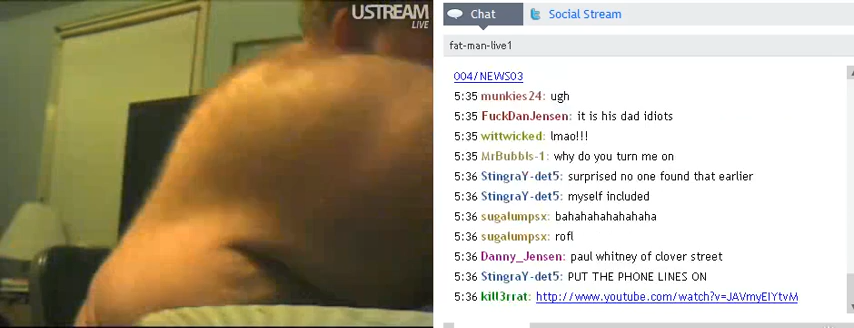 USTREAM
LIVE
Chat
Social Stream
fat-man-live1
004/NEWS03
5:35 munkies24: ugh
5:35 FuckDanJensen: it is his dad idiots
5:35 wittwicked: lmao!!!
5:35 MrBubbls-1: why do you turn me on
5:36 StingraY-det5: surprised no one found that earlier
5:36 StingraY-det5: myself included
5:36 sugalumpsx: bahahahahahaha
5:36 sugalumpsx: rofl
5:36 Danny_Jensen: paul whitney of clover street
5:36 StingraY-det5: PUT THE PHONE LINES ON
5:36 kill3rrat: http://www.youtube.com/watch?v=JAVmyEIYtvM